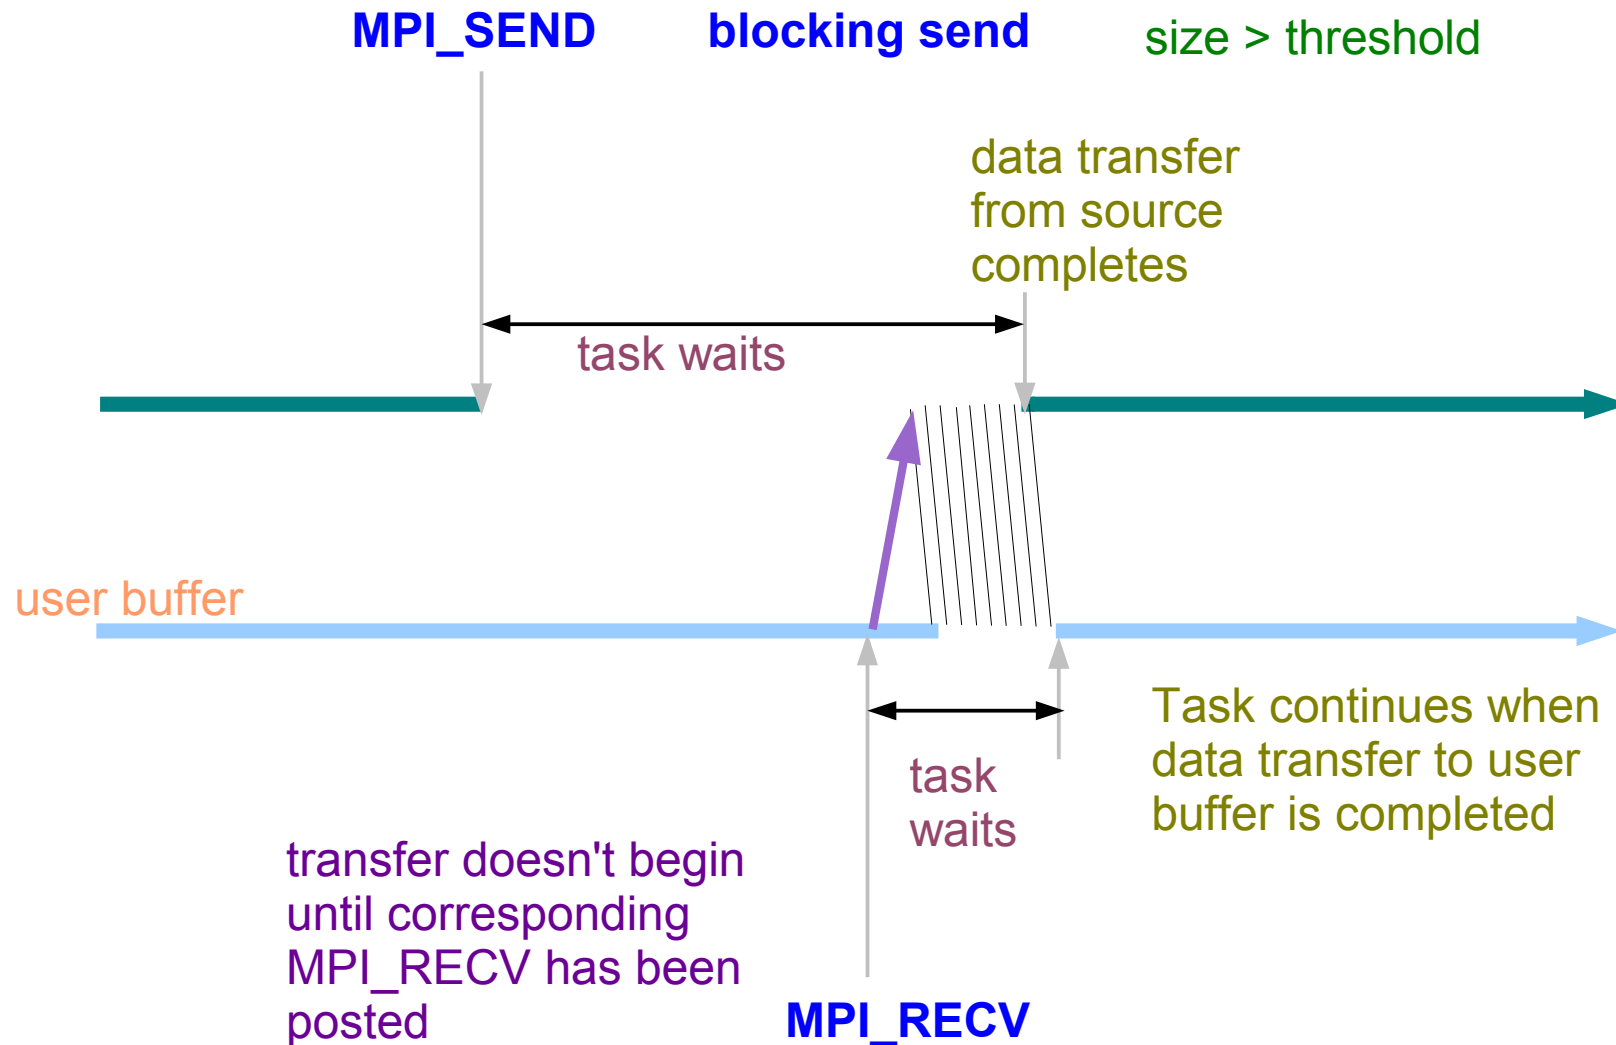 MPI_SEND
blocking send
size > threshold
data transfer
from source
completes
task waits
user buffer
task
waits
Task continues when
data transfer to user
buffer is completed
transfer doesn't begin
until corresponding
MPI_RECV has been
posted
MPI_RECV